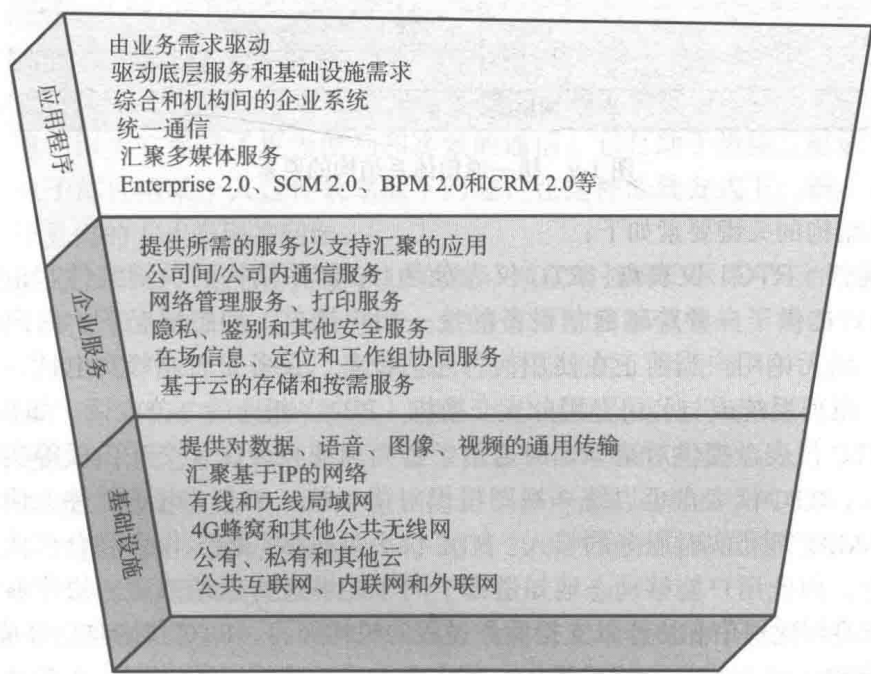 应用程序
由业务需求驱动
驱动底层服务和基础设施需求
综合和机构间的企业系统
统一通信
汇聚多媒体服务
Enterprise 2.0、SCM 2.0、BPM 2.0和CRM 2.0等
企业服务
提供所需的服务以支持汇聚的应用
公司间/公司内通信服务
网络管理服务、打印服务
隐私、鉴别和其他安全服务
在场信息、定位和工作组协同服务
基于云的存储和按需服务
基础设施
提供对数据、语音、图像、视频的通用传输
汇聚基于IP的网络
有线和无线局域网
4G蜂窝和其他公共无线网
公有、私有和其他云
公共互联网、内联网和外联网